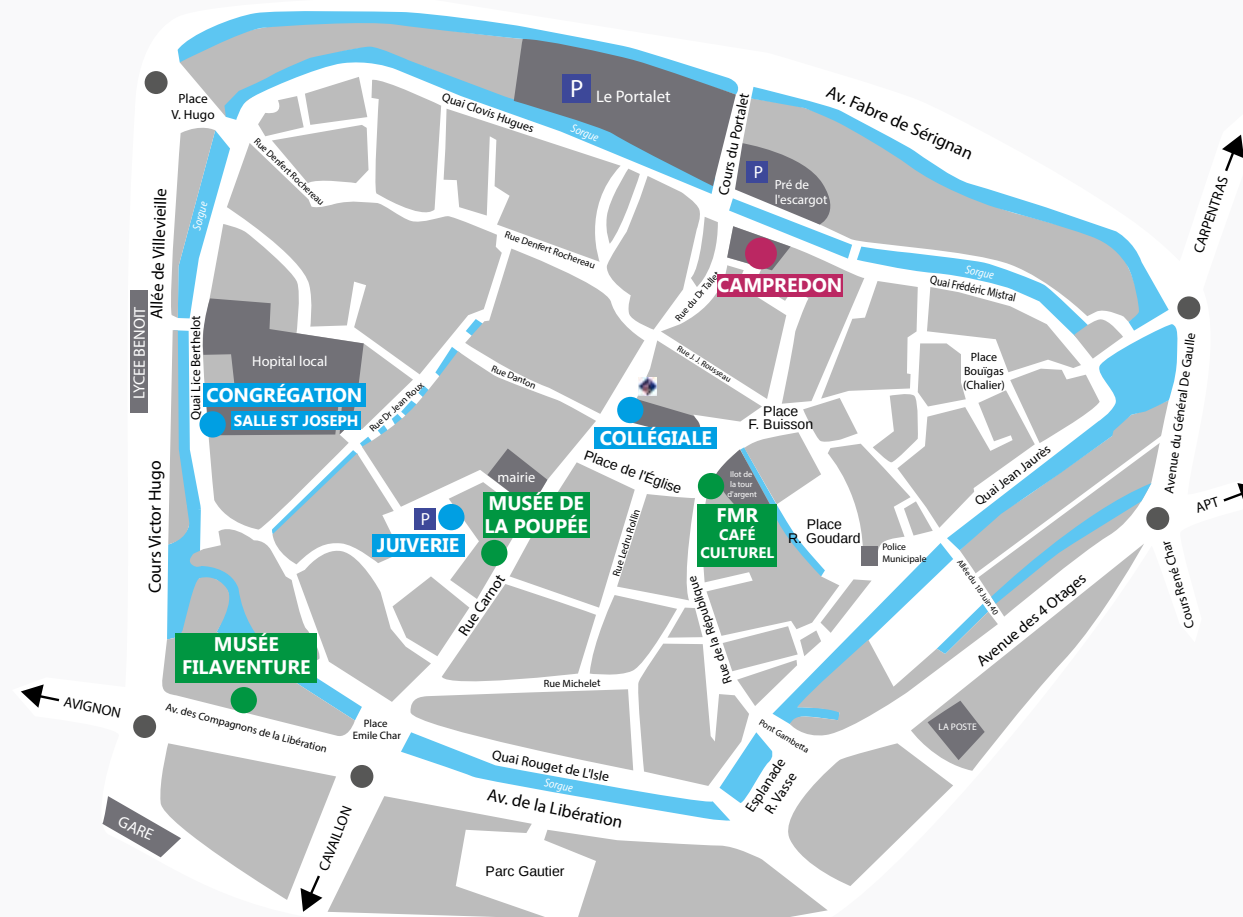 P
Le Portalet
Place
V. Hugo
Quai Clovis Hugues
Sorgue
Cours du Portalet
Av. Fabre de Sérignan
P
Pré de
l'escargot
CARPENTRAS
Rue Denfert Rochereau
Allée de Villevieille
Sorgue
Rue Denfert Rochereau
Rue du Dr Tallet
CAMPREDON
Sorgue
Quai Frédéric Mistral
LYCEE BENOIT
Quai Lice Berthelot
Hopital local
CONGRÉGATION
SALLE ST JOSEPH
Rue Dr Jean Roux
Rue Danton
Rue J. J. Rousseau
Place
Bouïgas
(Chalier)
Avenue du Général De Gaulle
COLLÉGIALE
Place
F. Buisson
Place de l'Église
mairie
Ilot de
la tour
d'argent
Quai Jean Jaurès
APT
MUSÉE DE
LA POUPÉE
P
JUIVERIE
FMR
CAFÉ
CULTUREL
Place
R. Goudard
Police
Municipale
Rue Ledru Rollin
Cours Victor Hugo
Rue Carnot
Rue de la République
Allée du 18 Juin 40
Avenue des 4 Otages
Cours René Char
MUSÉE
FILAVENTURE
Rue Michelet
AVIGNON
Av. des Compagnons de la Libération
Place
Emile Char
Pont Gambetta
LA POSTE
Quai Rouget de L'Isle
Sorgue
Av. de la Libération
Esplanade
R. Vasse
GARE
CAVAILLON
Parc Gautier